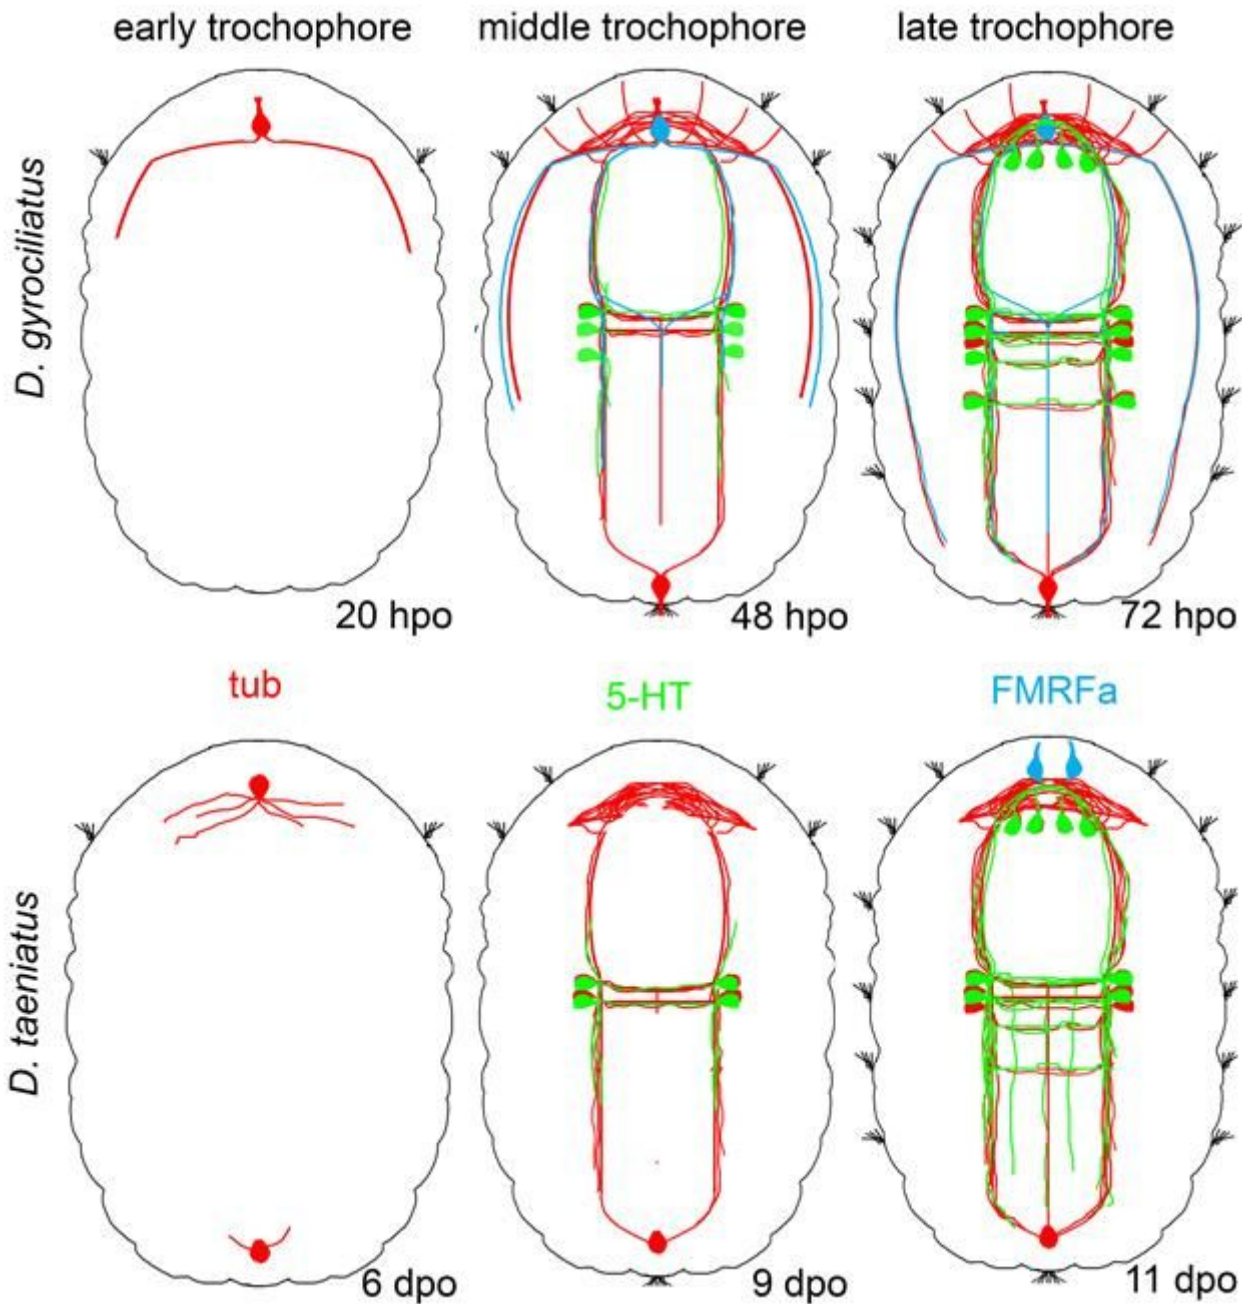 early trochophore
middle trochophore
late trochophore
D. gyrociliatus
20 hpo
48 hpo
72 hpo
tub
5-HT
FMRFa
D. taeniatus
6 dpo
9 dpo
11 dpo